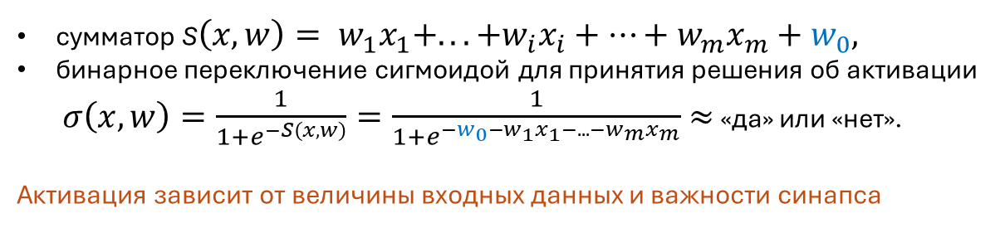 • сумматор S(x, w) = w₁x₁+…+wᵢxᵢ + ⋯ + wₘxₘ + w₀,
• бинарное переключение сигмоидой для принятия решения об активации
σ(x, w) = 1/(1+e^(−S(x,w))) = 1/(1+e^(−w₀−w₁x₁−…−wₘxₘ)) ≈ «да» или «нет».
Активация зависит от величины входных данных и важности синапса